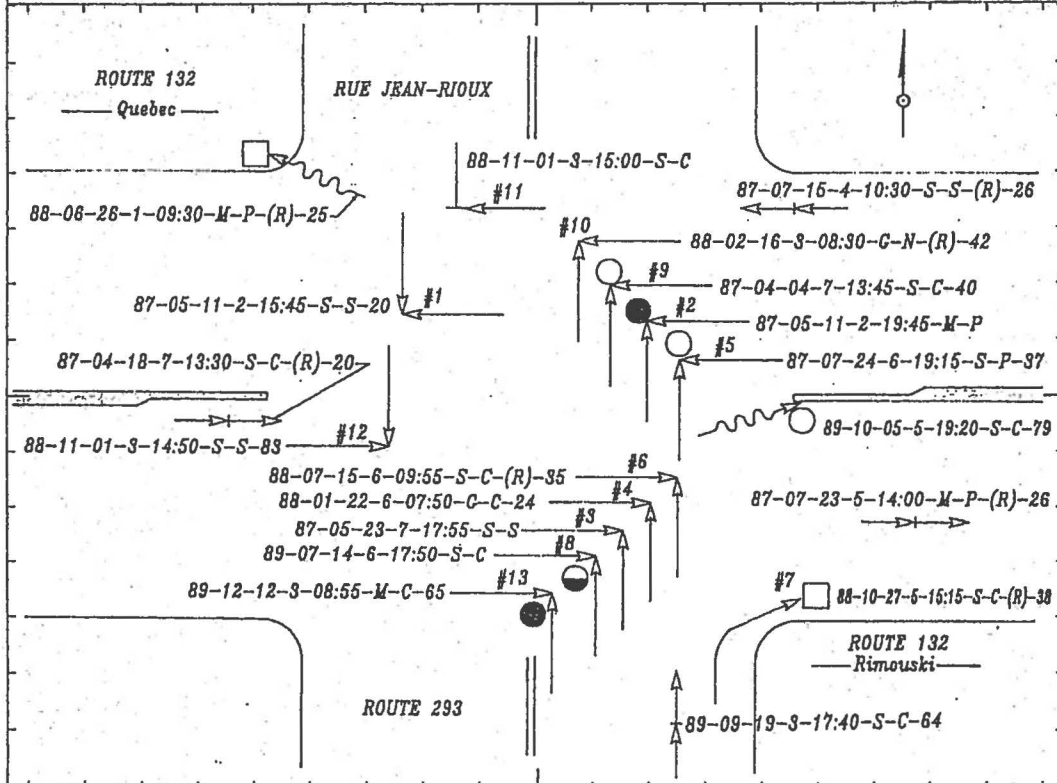 ROUTE 132
Quebec
RUE JEAN-RIOUX
88-11-01-3-15:00-S-C
#11
87-07-15-4-10:30-S-S-(R)-26
88-06-26-1-09:30-M-P-(R)-25
#10
88-02-16-3-08:30-G-N-(R)-42
#9
87-04-04-7-13:45-S-C-40
87-05-11-2-15:45-S-S-20
#1
#2
87-05-11-2-19:45-M-P
#5
87-07-24-6-19:15-S-P-37
87-04-18-7-13:30-S-C-(R)-20
89-10-05-5-19:20-S-C-79
88-11-01-3-14:50-S-S-83
#12
88-07-15-6-09:55-S-C-(R)-35
#6
88-01-22-6-07:50-G-C-24
#4
87-07-23-5-14:00-M-P-(R)-26
87-05-23-7-17:55-S-S
#3
89-07-14-6-17:50-S-C
#8
89-12-12-3-08:55-M-C-65
#13
#7
88-10-27-5-15:15-S-C-(R)-38
ROUTE 132
Rimouski
ROUTE 293
89-09-19-3-17:40-S-C-64